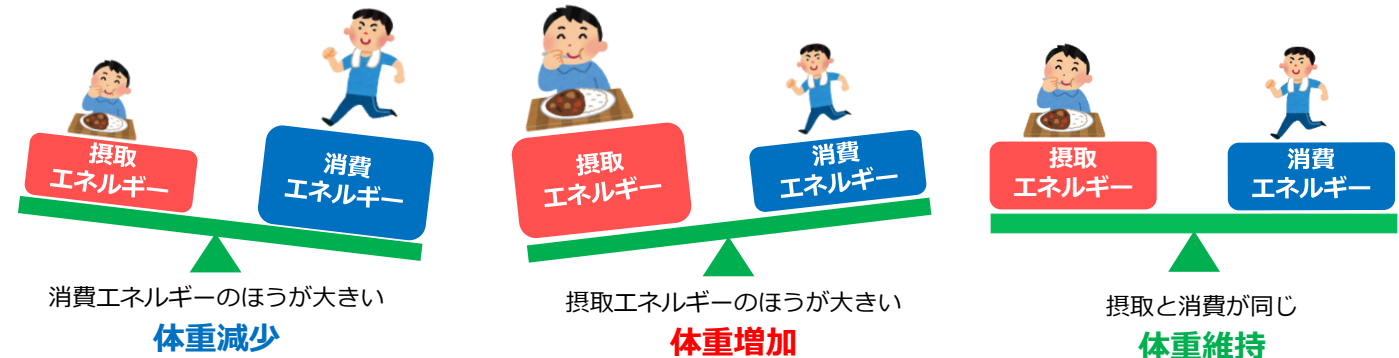 摂取
エネルギー
消費
エネルギー
消費エネルギーのほうが大きい
体重減少
摂取
エネルギー
消費
エネルギー
摂取エネルギーのほうが大きい
体重増加
摂取
エネルギー
消費
エネルギー
摂取と消費が同じ
体重維持